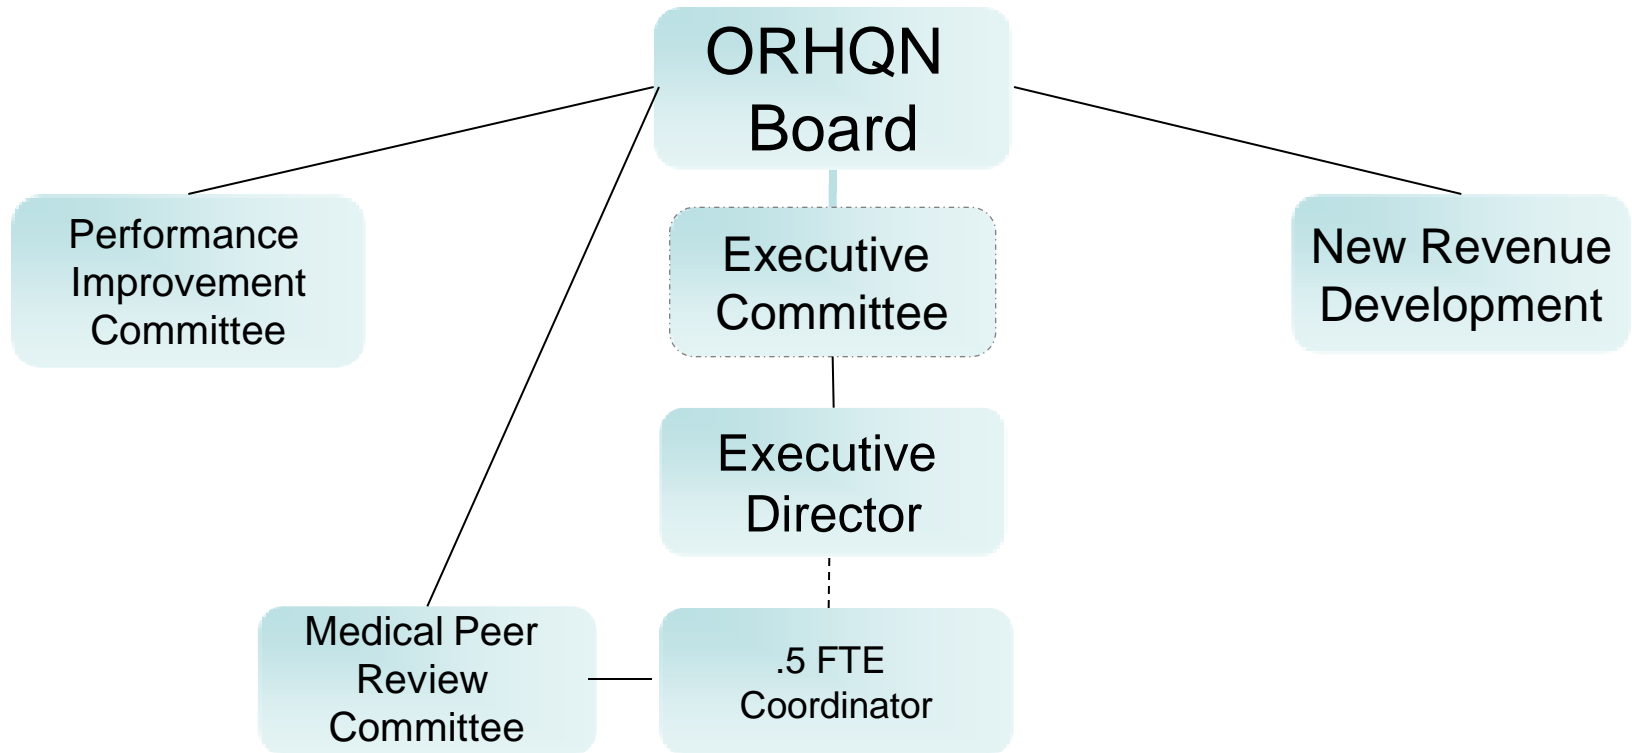 ORHQN
Board
Performance
Improvement
Committee
Executive
Committee
New Revenue
Development
Executive
Director
Medical Peer
Review
Committee
.5 FTE
Coordinator